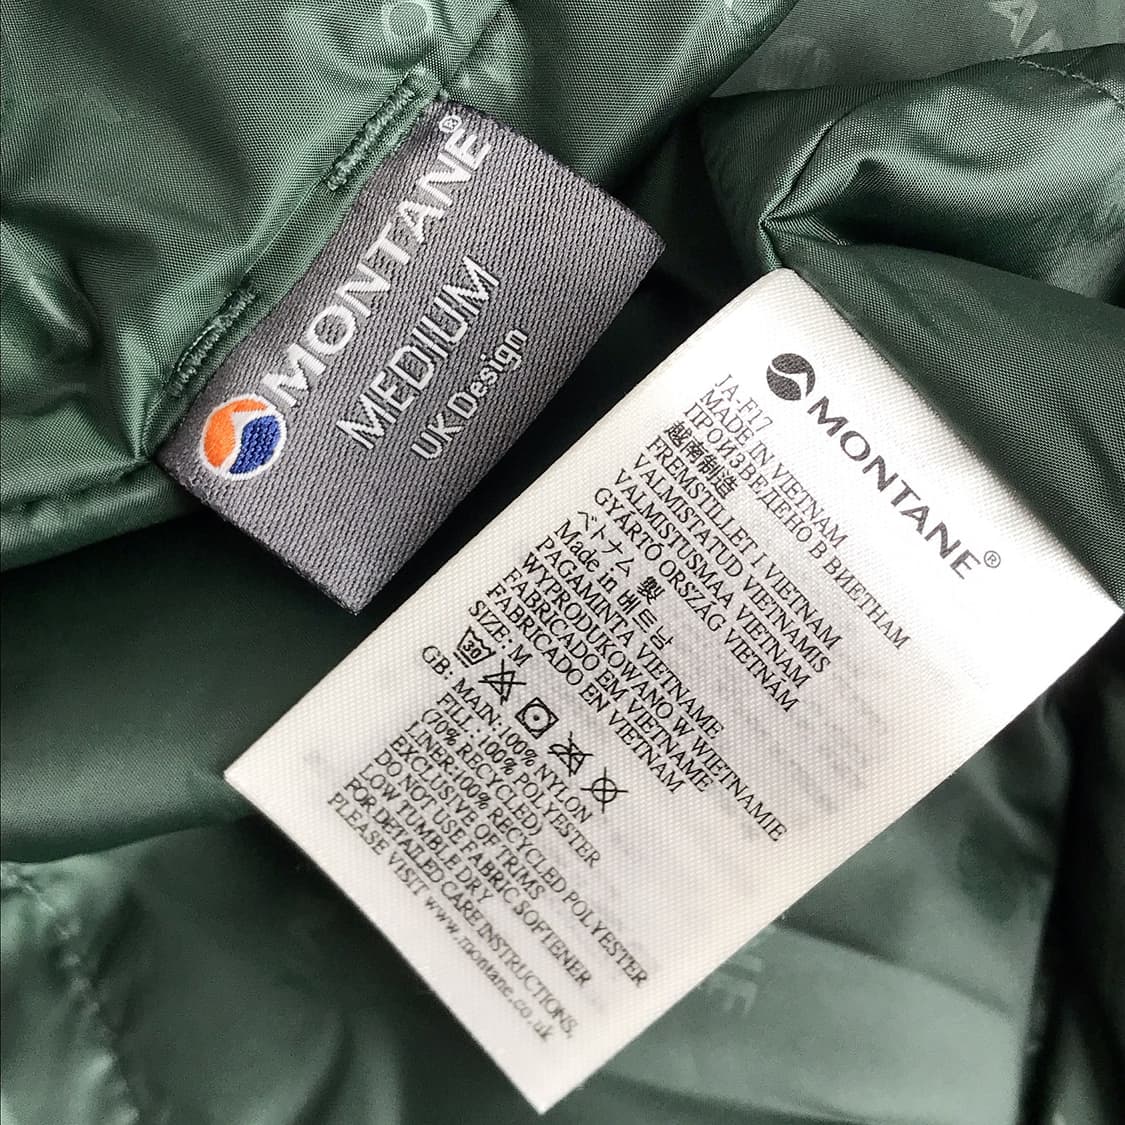 MONTANE®
MEDIUM
UK Design
MONTANE®
JA-F17
MADE IN VIETNAM
ПРОИЗВЕДЕНО В ВИЕТНАМ
越南制造
FREMSTILLET I VIETNAM
VALMISTATUD VIETNAMIS
VALMISTUSMAA VIETNAM
GYÁRTÓ ORSZÁG VIETNÁM
ベトナム 製
Made in 베트남
PAGAMINTA VIETNAME
WYPRODUKOWANO W WIETNAMIE
FABRICADO EM VIETNAME
FABRICADO EN VIETNAM
SIZE: M
30
GB: MAIN:100% NYLON
FILL: 100% POLYESTER
(70% RECYCLED)
LINER:100% RECYCLED POLYESTER
EXCLUSIVE OF TRIMS
DO NOT USE FABRIC SOFTENER
LOW TUMBLE DRY
FOR DETAILED CARE INSTRUCTIONS,
PLEASE VISIT www.montane.co.uk